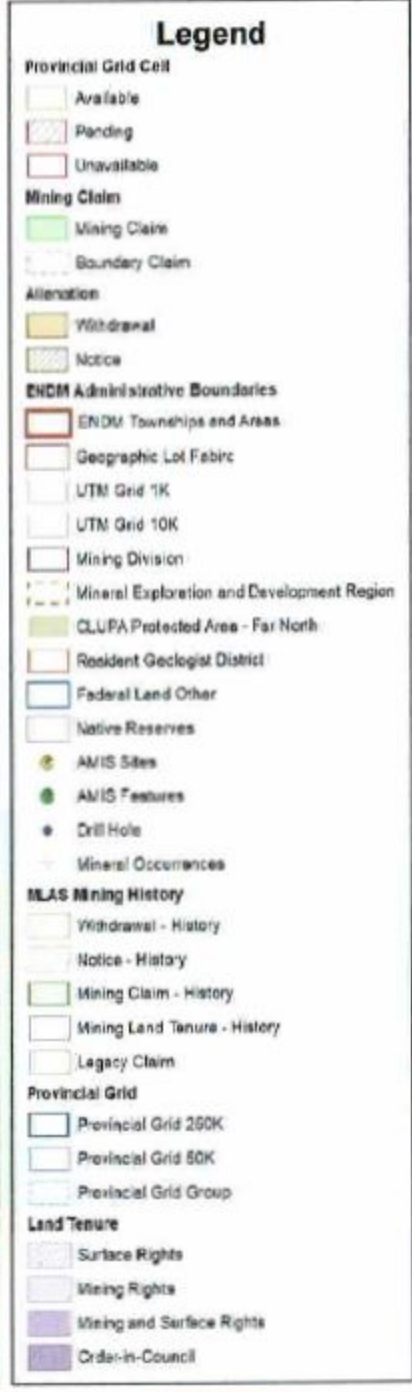 Legend
Provincial Grid Cell
Available
Pending
Unavailable
Mining Claim
Mining Claim
Boundary Claim
Alienation
Withdrawal
Notice
ENDM Administrative Boundaries
ENDM Townships and Areas
Geographic Lot Fabirc
UTM Grid 1K
UTM Grid 10K
Mining Division
Mineral Exploration and Development Region
CLUPA Protected Area - Far North
Resident Geologist District
Federal Land Other
Native Reserves
AMIS Sites
AMIS Features
Drill Hole
Mineral Occurrences
MLAS Mining History
Withdrawal - History
Notice - History
Mining Claim - History
Mining Land Tenure - History
Legacy Claim
Provincial Grid
Provincial Grid 250K
Provincial Grid 50K
Provincial Grid Group
Land Tenure
Surface Rights
Mining Rights
Mining and Surface Rights
Order-in-Council